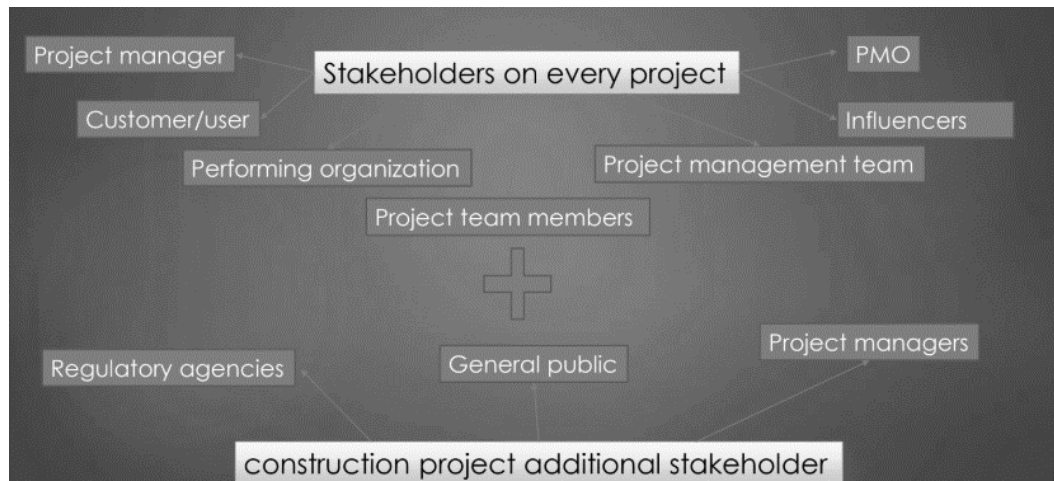 Project manager
Stakeholders on every project
PMO
Customer/user
Influencers
Performing organization
Project management team
Project team members
Regulatory agencies
General public
Project managers
construction project additional stakeholder